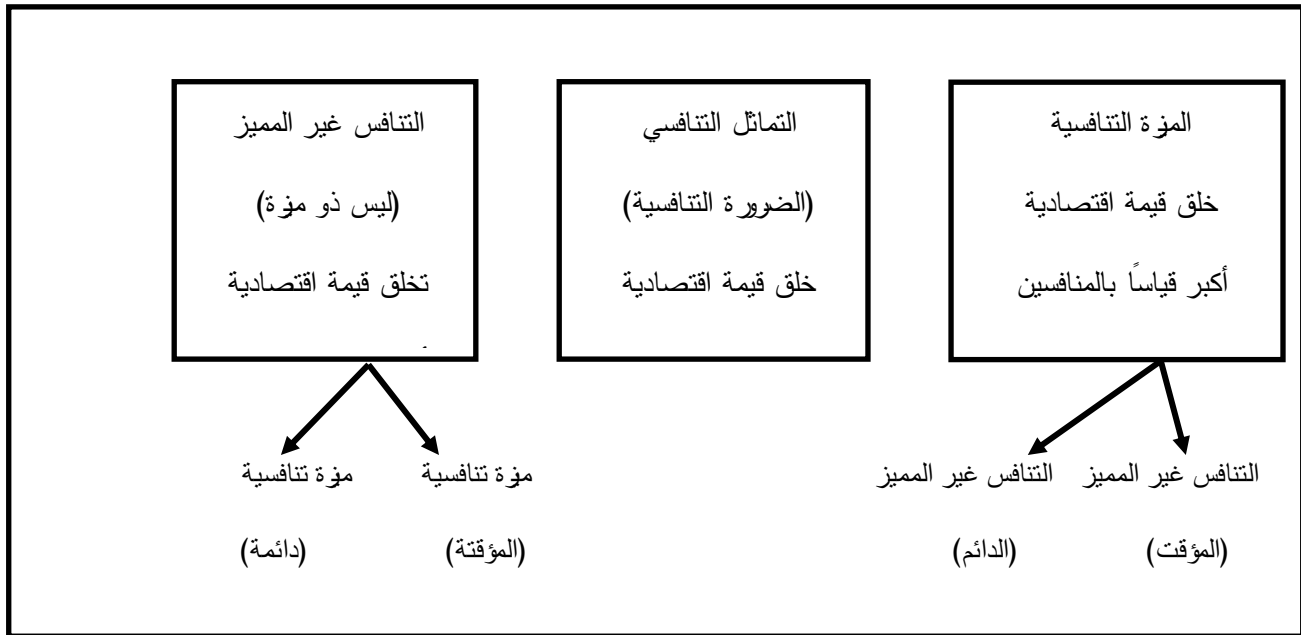 الميزة التنافسية
خلق قيمة اقتصادية
أكبر قياسًا بالمنافسين
التماثل التنافسي
(الضرورة التنافسية)
خلق قيمة اقتصادية
التنافس غير المميز
(ليس ذو ميزة)
تخلق قيمة اقتصادية
التنافس غير المميز
(المؤقت)
التنافس غير المميز
(الدائم)
ميزة تنافسية
(المؤقتة)
ميزة تنافسية
(دائمة)